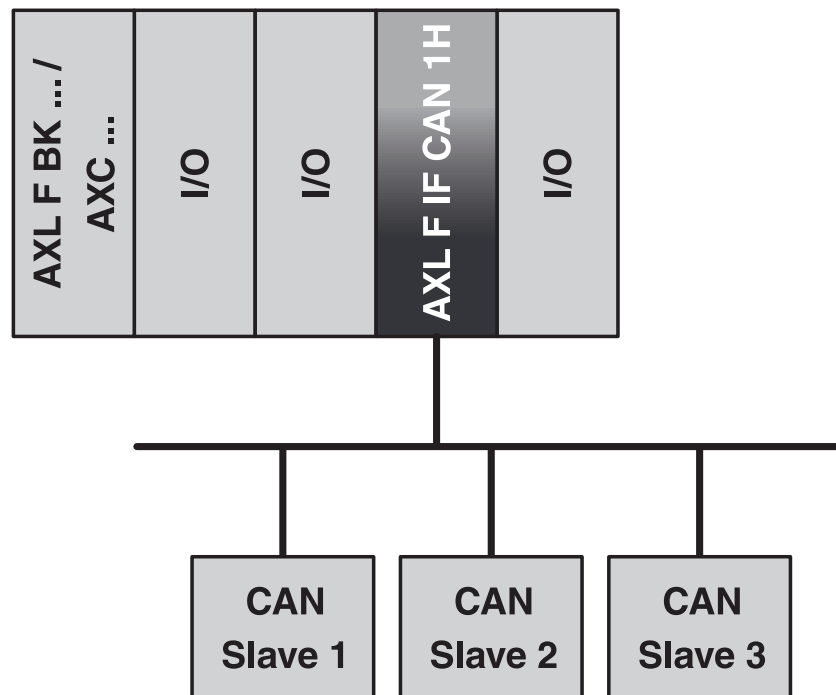 AXL F BK ... /
AXC ...
I/O
I/O
AXL F IF CAN 1H
I/O
CAN
Slave 1
CAN
Slave 2
CAN
Slave 3